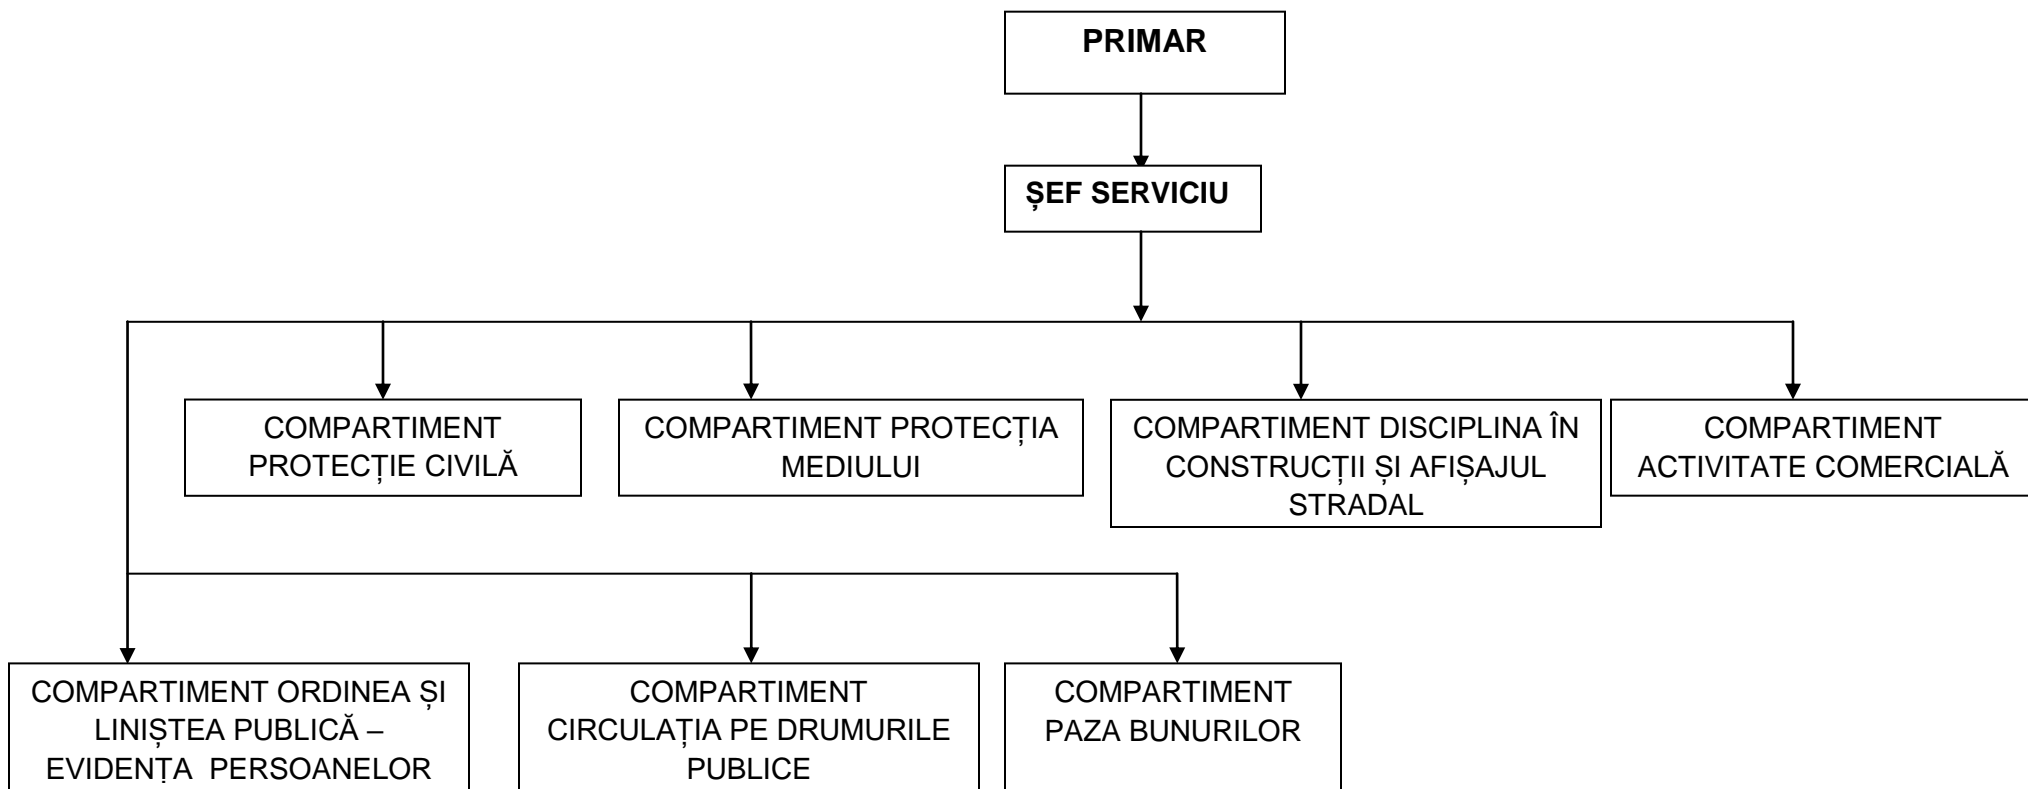 PRIMAR
ȘEF SERVICIU
COMPARTIMENT
PROTECȚIE CIVILĂ
COMPARTIMENT PROTECȚIA
MEDIULUI
COMPARTIMENT DISCIPLINA ÎN
CONSTRUCȚII ȘI AFIȘAJUL
STRADAL
COMPARTIMENT
ACTIVITATE COMERCIALĂ
COMPARTIMENT ORDINEA ȘI
LINIȘTEA PUBLICĂ –
EVIDENȚA PERSOANELOR
COMPARTIMENT
CIRCULAȚIA PE DRUMURILE
PUBLICE
COMPARTIMENT
PAZA BUNURILOR